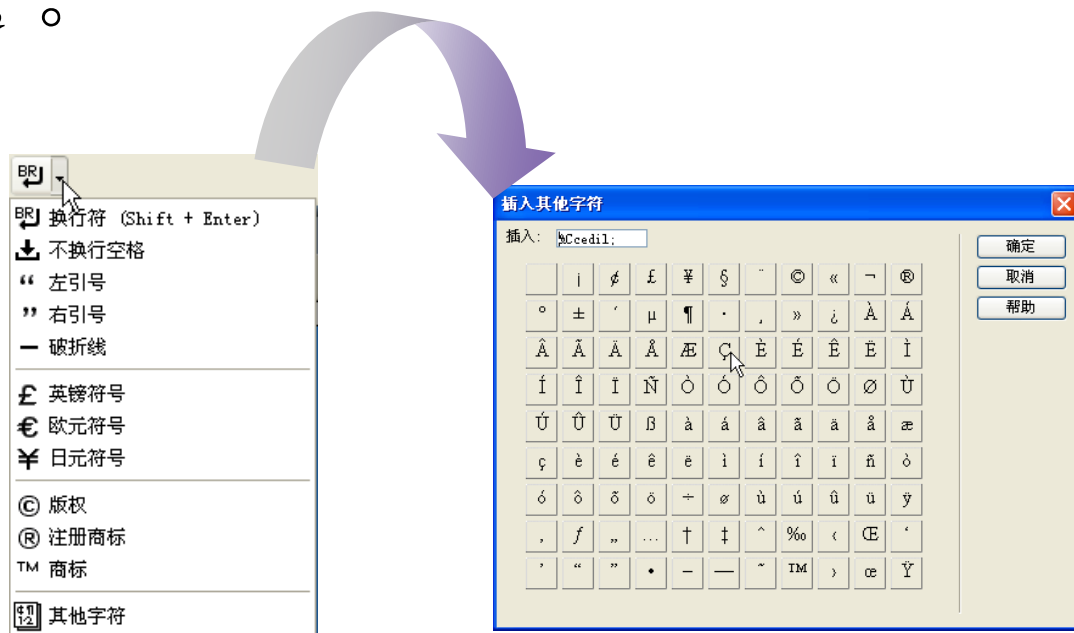 。
BR
换行符 (Shift + Enter)
不换行空格
“ 左引号
” 右引号
— 破折线
£ 英镑符号
€ 欧元符号
¥ 日元符号
© 版权
® 注册商标
TM 商标
其他字符
插入其他字符
插入: &Ccedil;
确定
取消
帮助
¡ ¢ £ ¥ § ¨ © « ¬ ®
° ± ´ µ ¶ · ¸ » ¿ À Á
Â Ã Ä Å Æ Ç È É Ê Ë Ì
Í Î Ï Ñ Ò Ó Ô Õ Ö Ø Ù
Ú Û Ü ß à á â ã ä å æ
ç è é ê ë ì í î ï ñ ò
ó ô õ ö ÷ ø ù ú û ü ÿ
‚ ƒ „ … † ‡ ˆ ‰ ‹ Œ ‘
’ “ ” • – — ˜ ™ › œ Ÿ